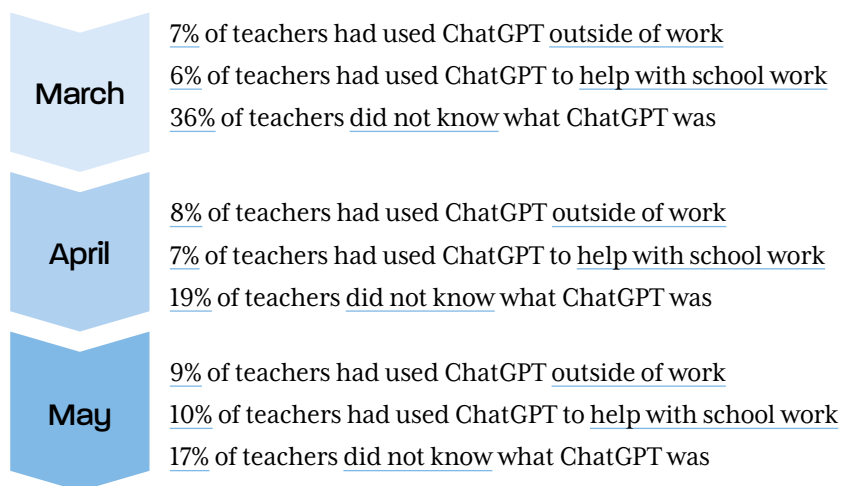 March
7% of teachers had used ChatGPT outside of work
6% of teachers had used ChatGPT to help with school work
36% of teachers did not know what ChatGPT was
April
8% of teachers had used ChatGPT outside of work
7% of teachers had used ChatGPT to help with school work
19% of teachers did not know what ChatGPT was
May
9% of teachers had used ChatGPT outside of work
10% of teachers had used ChatGPT to help with school work
17% of teachers did not know what ChatGPT was